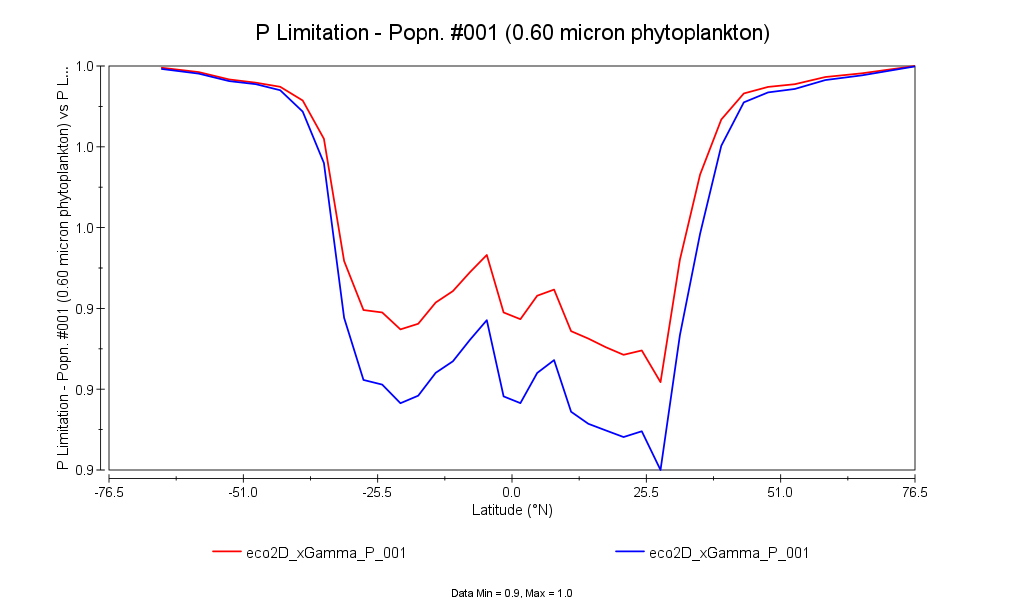 P Limitation - Popn. #001 (0.60 micron phytoplankton)
P Limitation - Popn. #001 (0.60 micron phytoplankton) vs P L...
1.0
1.0
1.0
0.9
0.9
0.9
-76.5 -51.0 -25.5 0.0 25.5 51.0 76.5
Latitude (°N)
eco2D_xGamma_P_001 eco2D_xGamma_P_001
Data Min = 0.9, Max = 1.0